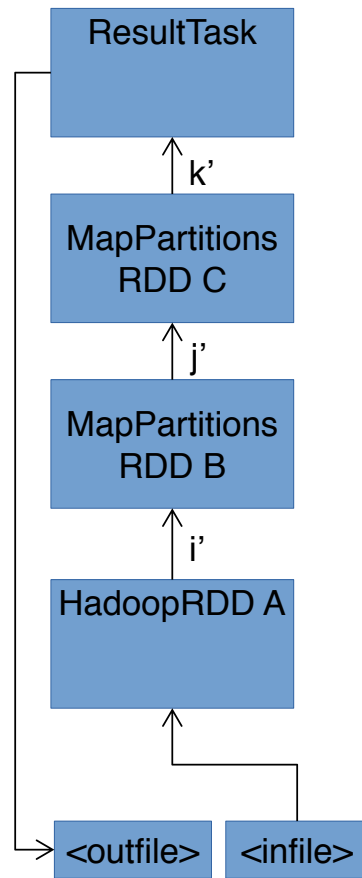 ResultTask
k’
MapPartitions
RDD C
j’
MapPartitions
RDD B
i’
HadoopRDD A
<outfile>
<infile>